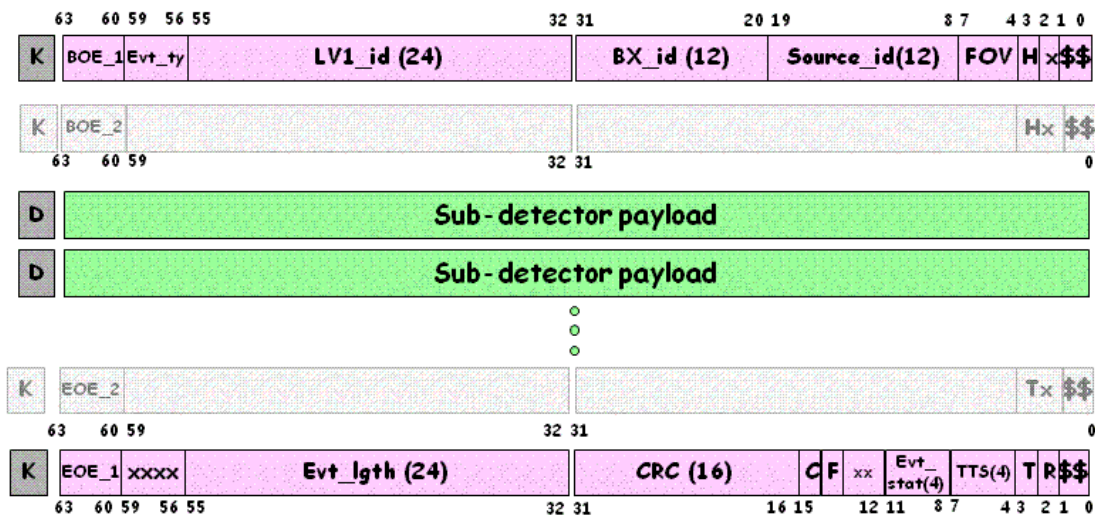 63 60 59 56 55 32 31 20 19 8 7 4 3 2 1 0
K BOE_1 Evt_ty LV1_id (24) BX_id (12) Source_id(12) FOV H x $$
K BOE_2 Hx $$
63 60 59 32 31 0
D Sub-detector payload
D Sub-detector payload
K EOE_2 Tx $$
63 60 59 32 31 0
K EOE_1 xxxx Evt_lgth (24) CRC (16) C F xx Evt_ stat(4) TTS(4) T R $$
63 60 59 56 55 32 31 16 15 12 11 8 7 4 3 2 1 0